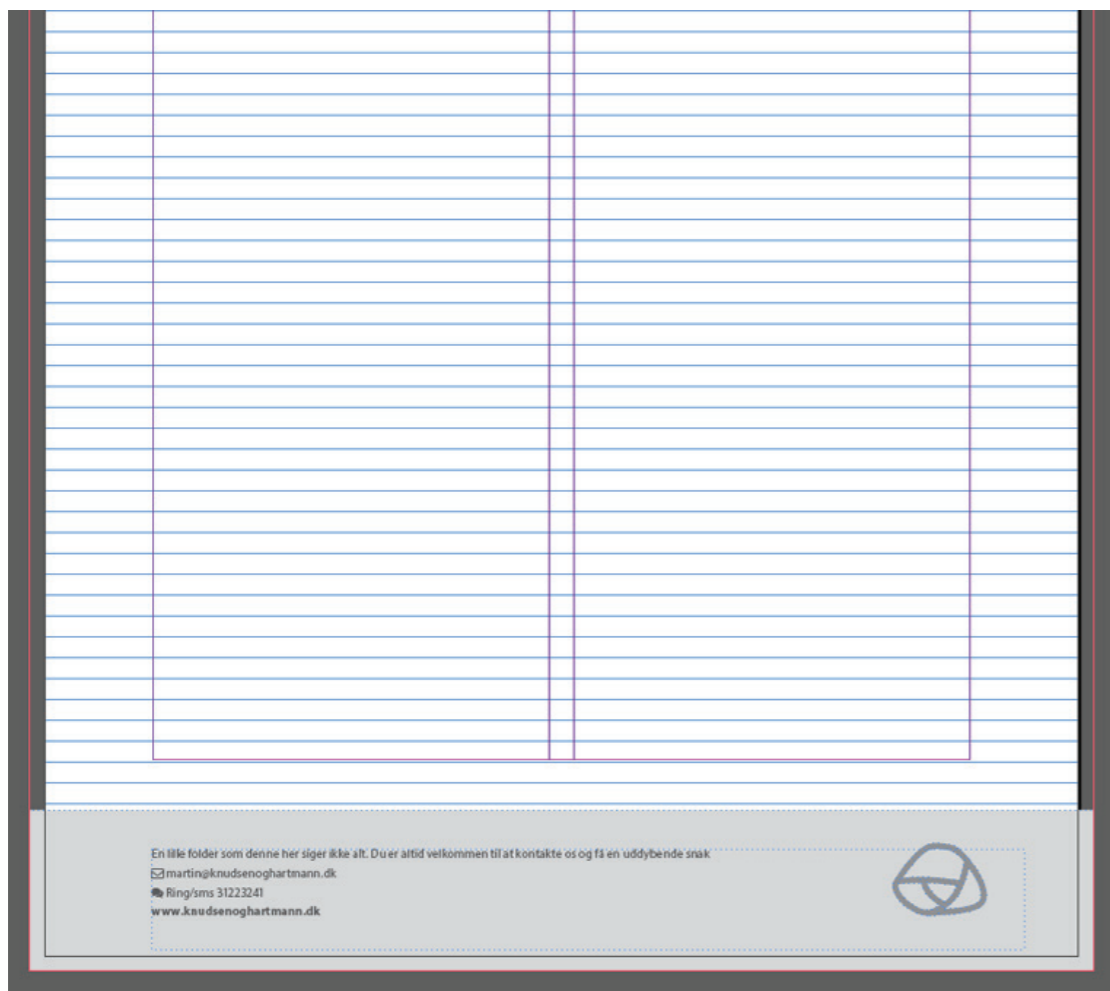 En lille folder som denne her siger ikke alt. Du er altid velkommen til at kontakte os og få en uddybende snak
martin@knudsenoghartmann.dk
Ring/sms 31223241
www.knudsenoghartmann.dk